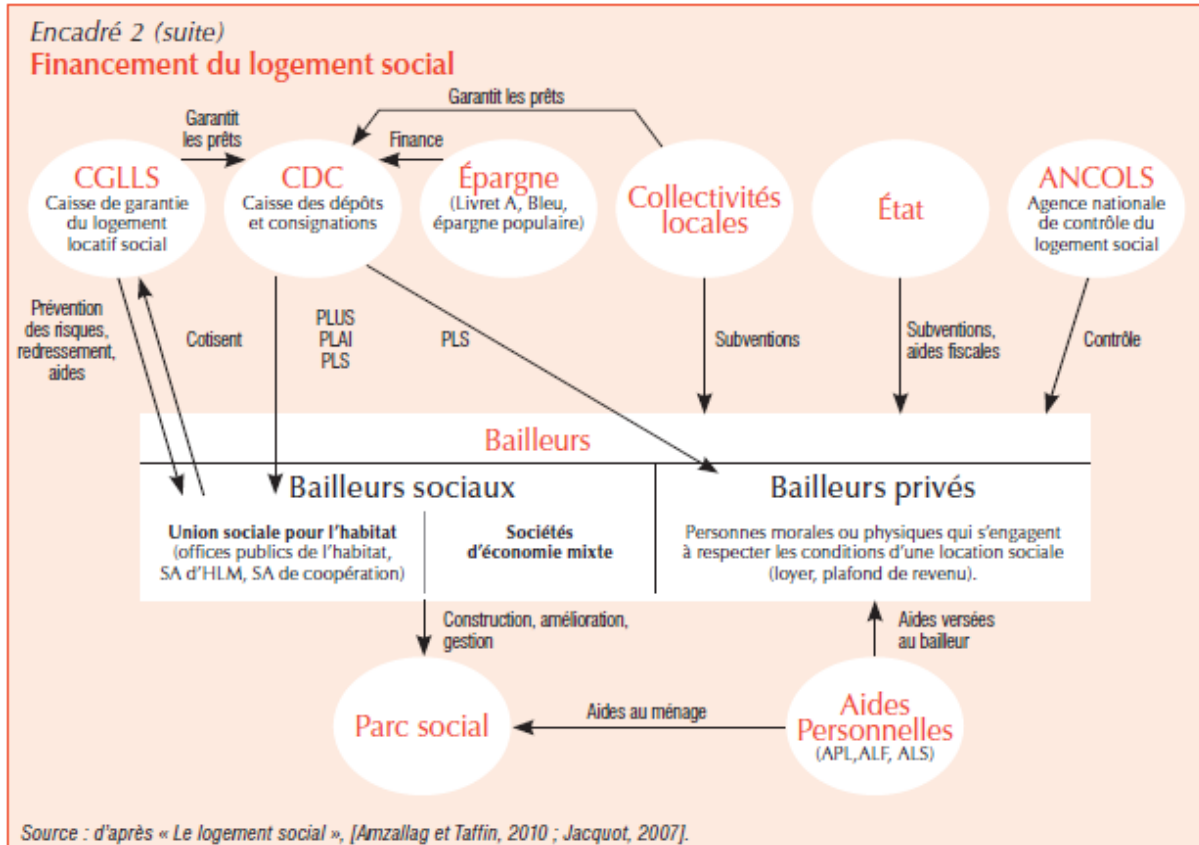 Encadré 2 (suite)
Financement du logement social
Garantit les prêts
Garantit
les prêts
Finance
CGLLS
Caisse de garantie
du logement
locatif social
CDC
Caisse des dépôts
et consignations
Épargne
(Livret A, Bleu,
épargne populaire)
Collectivités
locales
État
ANCOLS
Agence nationale
de contrôle du
logement social
Prévention
des risques,
redressement,
aides
Cotisent
PLUS
PLAI
PLS
PLS
Subventions
Subventions,
aides fiscales
Contrôle
Bailleurs
Bailleurs sociaux
Union sociale pour l'habitat
(offices publics de l'habitat,
SA d'HLM, SA de coopération)
Sociétés
d'économie mixte
Bailleurs privés
Personnes morales ou physiques qui s'engagent
à respecter les conditions d'une location sociale
(loyer, plafond de revenu).
Construction, amélioration,
gestion
Aides versées
au bailleur
Parc social
Aides au ménage
Aides
Personnelles
(APL,ALF, ALS)
Source : d'après « Le logement social », [Amzallag et Taffin, 2010 ; Jacquot, 2007].